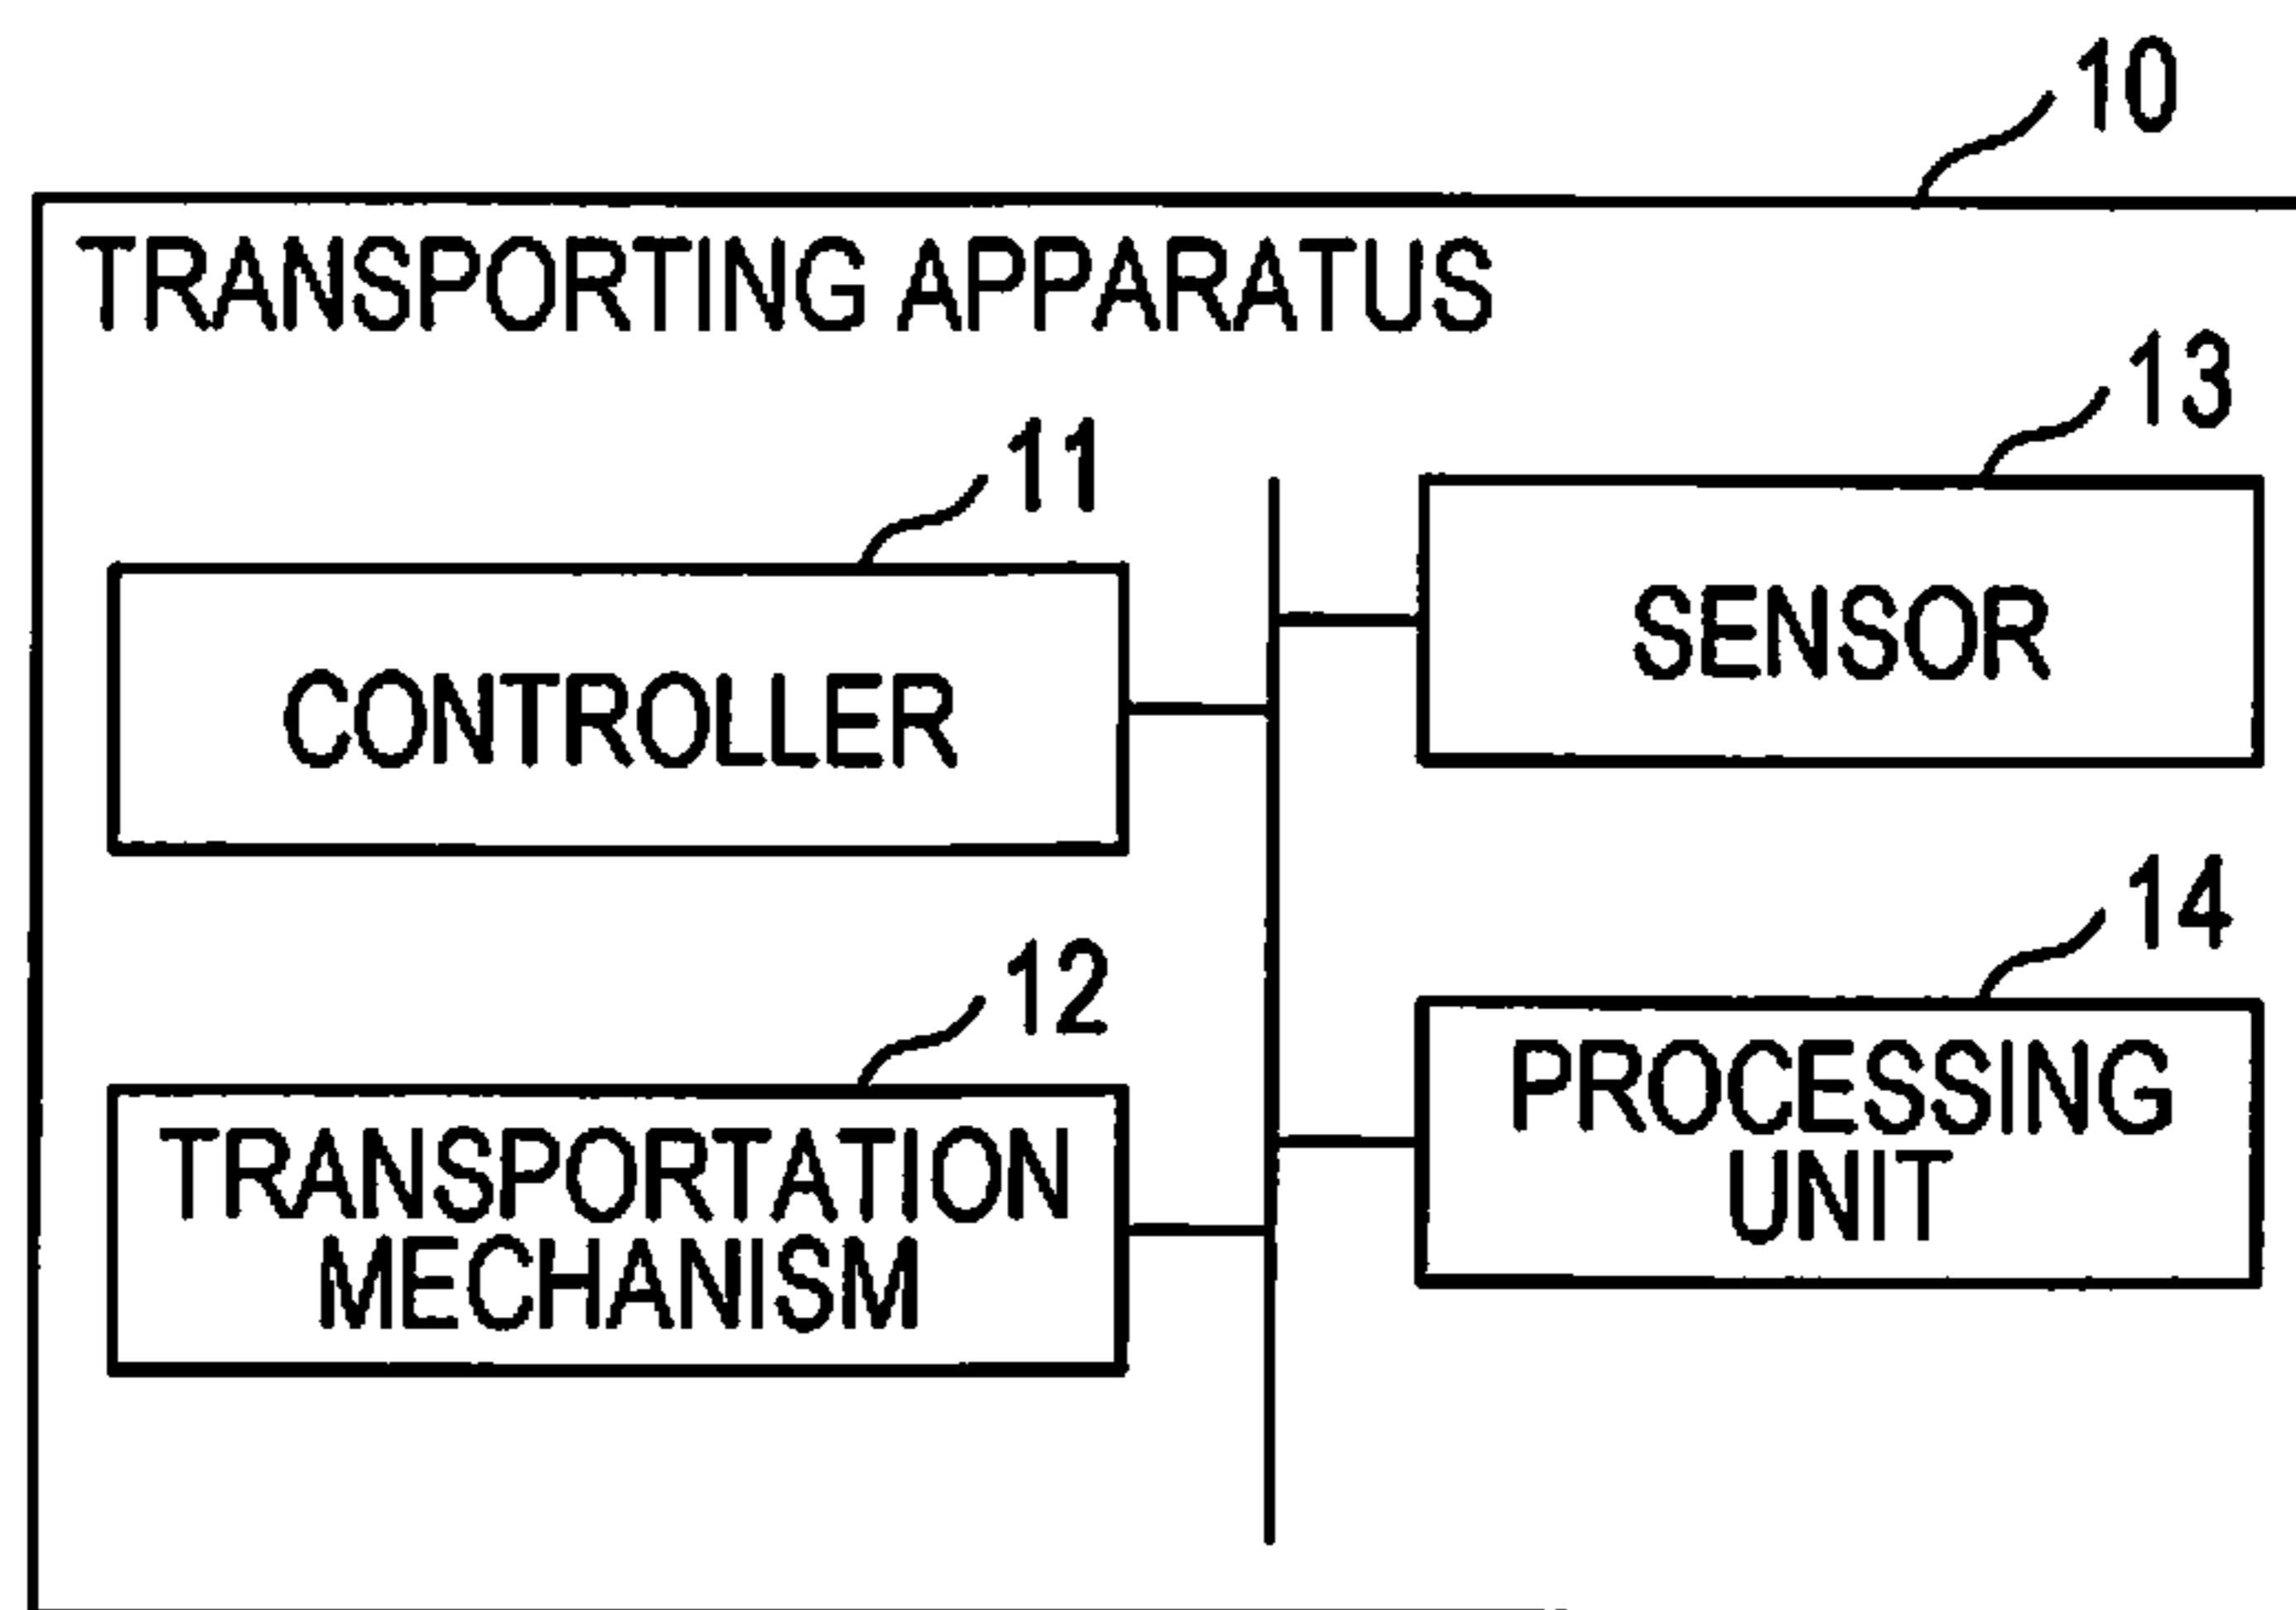 10
TRANSPORTING APPARATUS
13
11
SENSOR
CONTROLLER
14
12
PROCESSING
UNIT
TRANSPORTATION
MECHANISM